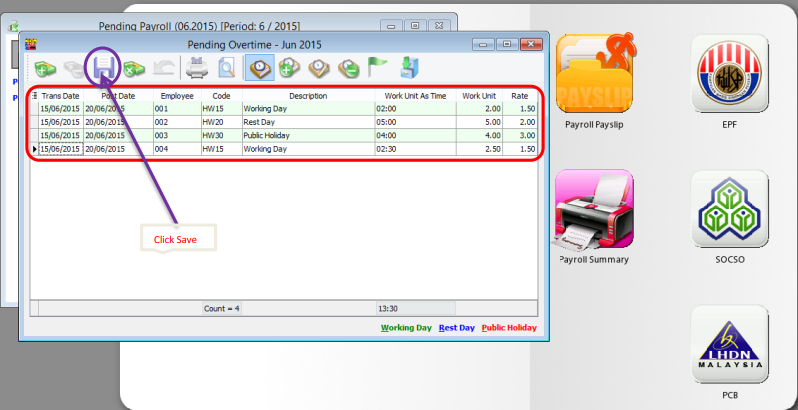 Pending Payroll (06.2015) [Period: 6 / 2015]
Pending Overtime - Jun 2015
Trans Date Post Date Employee Code Description Work Unit As Time Work Unit Rate
15/06/2015 20/06/2015 001 HW15 Working Day 02:00 2.00 1.50
15/06/2015 20/06/2015 002 HW20 Rest Day 05:00 5.00 2.00
15/06/2015 20/06/2015 003 HW30 Public Holiday 04:00 4.00 3.00
15/06/2015 20/06/2015 004 HW15 Working Day 02:30 2.50 1.50
Click Save
Count = 4 13:30
Working Day Rest Day Public Holiday
PAYSLIP
Payroll Payslip
EPF
Payroll Summary
SOCSO
LHDN
MALAYSIA
PCB